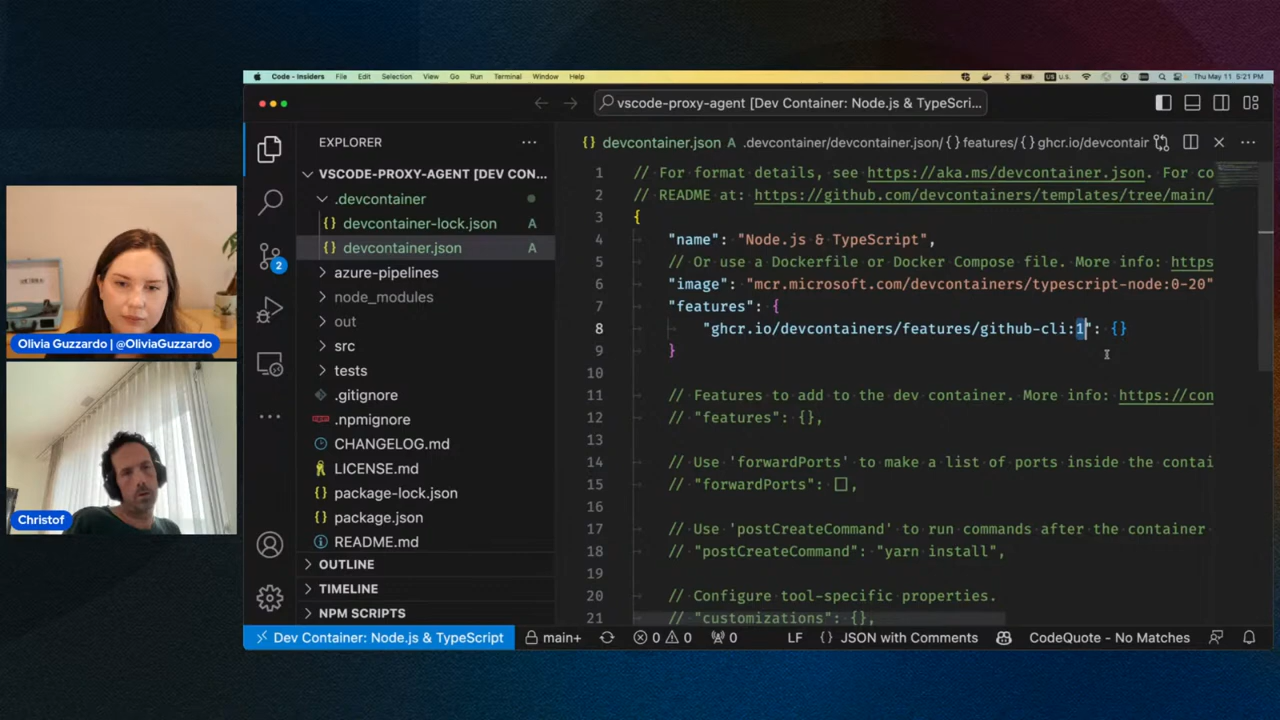 Code - Insiders File Edit Selection View Go Run Terminal Window Help
U.S. Thu May 11 5:21 PM
vscode-proxy-agent [Dev Container: Node.js & TypeScri...
EXPLORER
VSCODE-PROXY-AGENT [DEV CON...
.devcontainer
devcontainer-lock.json A
devcontainer.json A
azure-pipelines
node_modules
out
src
tests
.gitignore
.npmignore
CHANGELOG.md
LICENSE.md
package-lock.json
package.json
README.md
OUTLINE
TIMELINE
NPM SCRIPTS
2
devcontainer.json A .devcontainer/devcontainer.json/{} features/{} ghcr.io/devcontair
1 // For format details, see https://aka.ms/devcontainer.json. For co
2 // README at: https://github.com/devcontainers/templates/tree/main/
3 {
4 "name": "Node.js & TypeScript",
5 // Or use a Dockerfile or Docker Compose file. More info: https
6 "image": "mcr.microsoft.com/devcontainers/typescript-node:0-20"
7 "features": {
8 "ghcr.io/devcontainers/features/github-cli:1": {}
9 }
10
11 // Features to add to the dev container. More info: https://con
12 // "features": {},
13
14 // Use 'forwardPorts' to make a list of ports inside the contai
15 // "forwardPorts": [],
16
17 // Use 'postCreateCommand' to run commands after the container
18 // "postCreateCommand": "yarn install",
19
20 // Configure tool-specific properties.
21 // "customizations": {},
Dev Container: Node.js & TypeScript main+ 0 0 0 LF {} JSON with Comments CodeQuote - No Matches
Olivia Guzzardo | @OliviaGuzzardo
Christof